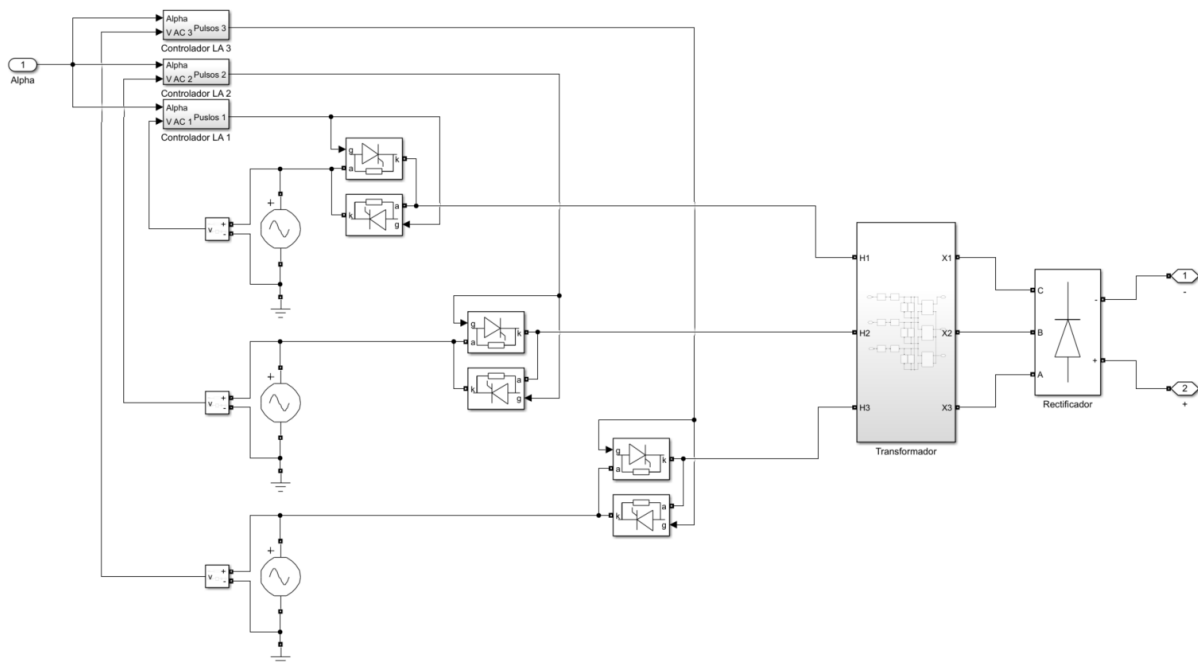 Alpha
V AC 3
Pulsos 3
Controlador LA 3
1
Alpha
Alpha
V AC 2
Pulsos 2
Controlador LA 2
Alpha
V AC 1
Puslos 1
Controlador LA 1
g
a
k
k
a
g
v
+
-
+
g
a
k
k
a
g
v
+
-
+
g
a
k
k
a
g
v
+
-
+
H1
H2
H3
X1
X2
X3
Transformador
C
B
A
-
+
Rectificador
1
-
2
+